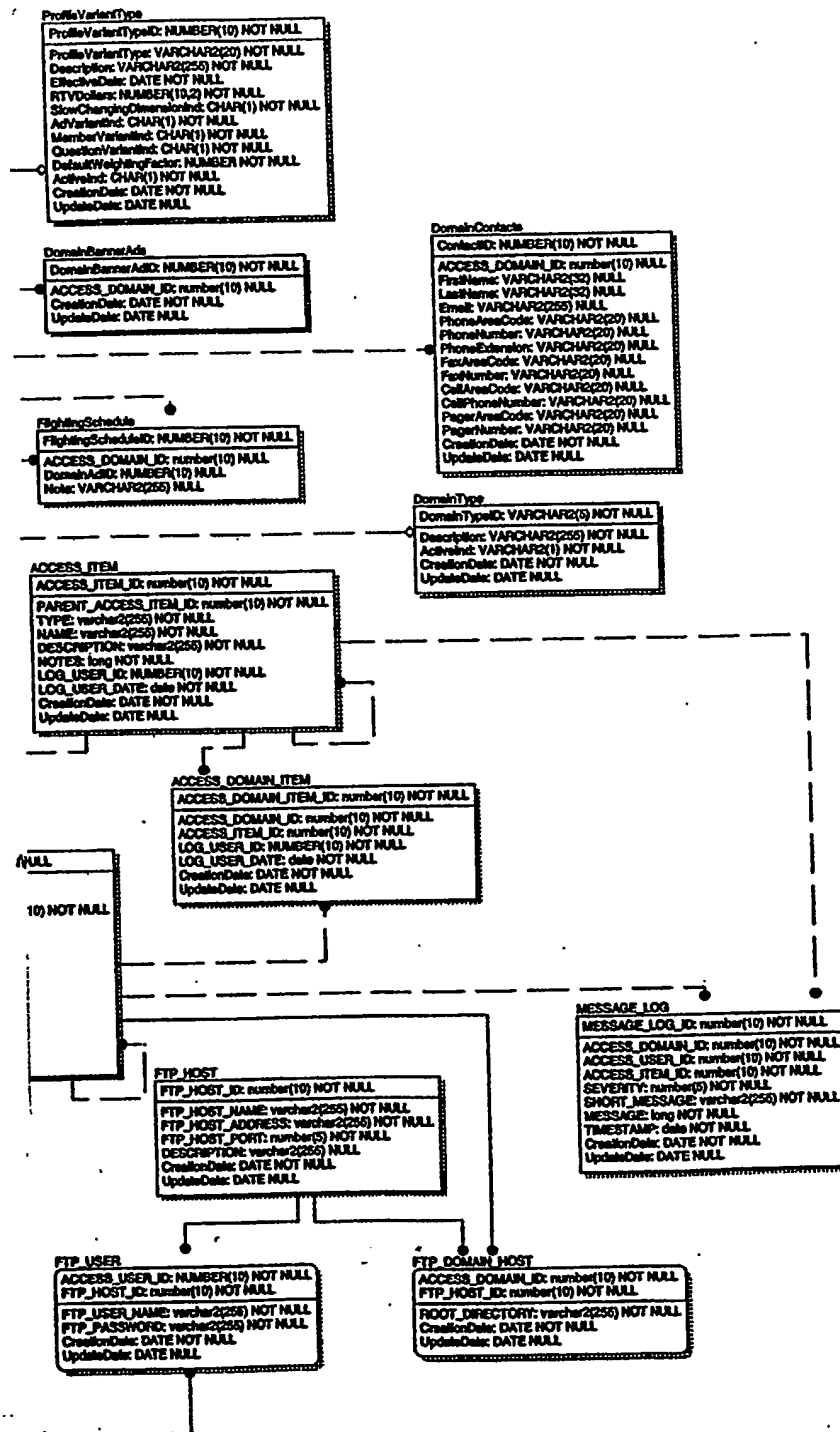 ProfileVariantType
ProfileVariantTypeID: NUMBER(10) NOT NULL
ProfileVariantType: VARCHAR2(20) NOT NULL
Description: VARCHAR2(255) NOT NULL
EffectiveDate: DATE NOT NULL
RTVDollars: NUMBER(10,2) NOT NULL
SlowChangingDimensionInd: CHAR(1) NOT NULL
AdVariantInd: CHAR(1) NOT NULL
MemberVariantInd: CHAR(1) NOT NULL
QuestionVariantInd: CHAR(1) NOT NULL
DefaultWeightingFactor: NUMBER NOT NULL
ActiveInd: CHAR(1) NOT NULL
CreationDate: DATE NOT NULL
UpdateDate: DATE NULL
DomainBannerAds
DomainBannerAdID: NUMBER(10) NOT NULL
ACCESS_DOMAIN_ID: number(10) NULL
CreationDate: DATE NOT NULL
UpdateDate: DATE NULL
DomainContacts
ContactID: NUMBER(10) NOT NULL
ACCESS_DOMAIN_ID: number(10) NULL
FirstName: VARCHAR2(32) NULL
LastName: VARCHAR2(32) NULL
Email: VARCHAR2(255) NULL
PhoneAreaCode: VARCHAR2(20) NULL
PhoneNumber: VARCHAR2(20) NULL
PhoneExtension: VARCHAR2(20) NULL
FaxAreaCode: VARCHAR2(20) NULL
FaxNumber: VARCHAR2(20) NULL
CellAreaCode: VARCHAR2(20) NULL
CellPhoneNumber: VARCHAR2(20) NULL
PagerAreaCode: VARCHAR2(20) NULL
PagerNumber: VARCHAR2(20) NULL
CreationDate: DATE NOT NULL
UpdateDate: DATE NULL
FlightingSchedule
FlightingScheduleID: NUMBER(10) NOT NULL
ACCESS_DOMAIN_ID: number(10) NULL
DomainAdID: NUMBER(10) NULL
Note: VARCHAR2(255) NULL
DomainType
DomainTypeID: VARCHAR2(5) NOT NULL
Description: VARCHAR2(255) NOT NULL
ActiveInd: VARCHAR2(1) NOT NULL
CreationDate: DATE NOT NULL
UpdateDate: DATE NULL
ACCESS_ITEM
ACCESS_ITEM_ID: number(10) NOT NULL
PARENT_ACCESS_ITEM_ID: number(10) NOT NULL
TYPE: varchar2(255) NOT NULL
NAME: varchar2(255) NOT NULL
DESCRIPTION: varchar2(255) NOT NULL
NOTES: long NOT NULL
LOG_USER_ID: NUMBER(10) NOT NULL
LOG_USER_DATE: date NOT NULL
CreationDate: DATE NOT NULL
UpdateDate: DATE NULL
ACCESS_DOMAIN_ITEM
ACCESS_DOMAIN_ITEM_ID: number(10) NOT NULL
ACCESS_DOMAIN_ID: number(10) NOT NULL
ACCESS_ITEM_ID: number(10) NOT NULL
LOG_USER_ID: NUMBER(10) NOT NULL
LOG_USER_DATE: date NOT NULL
CreationDate: DATE NOT NULL
UpdateDate: DATE NULL
NULL
10) NOT NULL
MESSAGE_LOG
MESSAGE_LOG_ID: number(10) NOT NULL
ACCESS_DOMAIN_ID: number(10) NOT NULL
ACCESS_USER_ID: number(10) NOT NULL
ACCESS_ITEM_ID: number(10) NOT NULL
SEVERITY: number(5) NOT NULL
SHORT_MESSAGE: varchar2(255) NOT NULL
MESSAGE: long NOT NULL
TIMESTAMP: date NOT NULL
CreationDate: DATE NOT NULL
UpdateDate: DATE NULL
FTP_HOST
FTP_HOST_ID: number(10) NOT NULL
FTP_HOST_NAME: varchar2(255) NOT NULL
FTP_HOST_ADDRESS: varchar2(255) NOT NULL
FTP_HOST_PORT: number(5) NOT NULL
DESCRIPTION: varchar2(255) NULL
CreationDate: DATE NOT NULL
UpdateDate: DATE NULL
FTP_USER
ACCESS_USER_ID: NUMBER(10) NOT NULL
FTP_HOST_ID: number(10) NOT NULL
FTP_USER_NAME: varchar2(255) NOT NULL
FTP_PASSWORD: varchar2(255) NOT NULL
CreationDate: DATE NOT NULL
UpdateDate: DATE NULL
FTP_DOMAIN_HOST
ACCESS_DOMAIN_ID: number(10) NOT NULL
FTP_HOST_ID: number(10) NOT NULL
ROOT_DIRECTORY: varchar2(255) NOT NULL
CreationDate: DATE NOT NULL
UpdateDate: DATE NULL